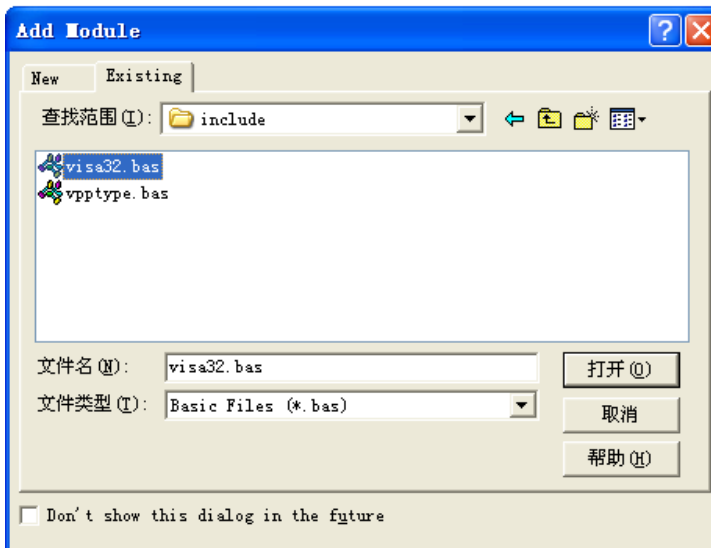 Add Module
New Existing
查找范围(I): include
visa32.bas
vpptype.bas
文件名(N): visa32.bas 打开(O)
文件类型(T): Basic Files (*.bas) 取消
帮助(H)
Don't show this dialog in the future